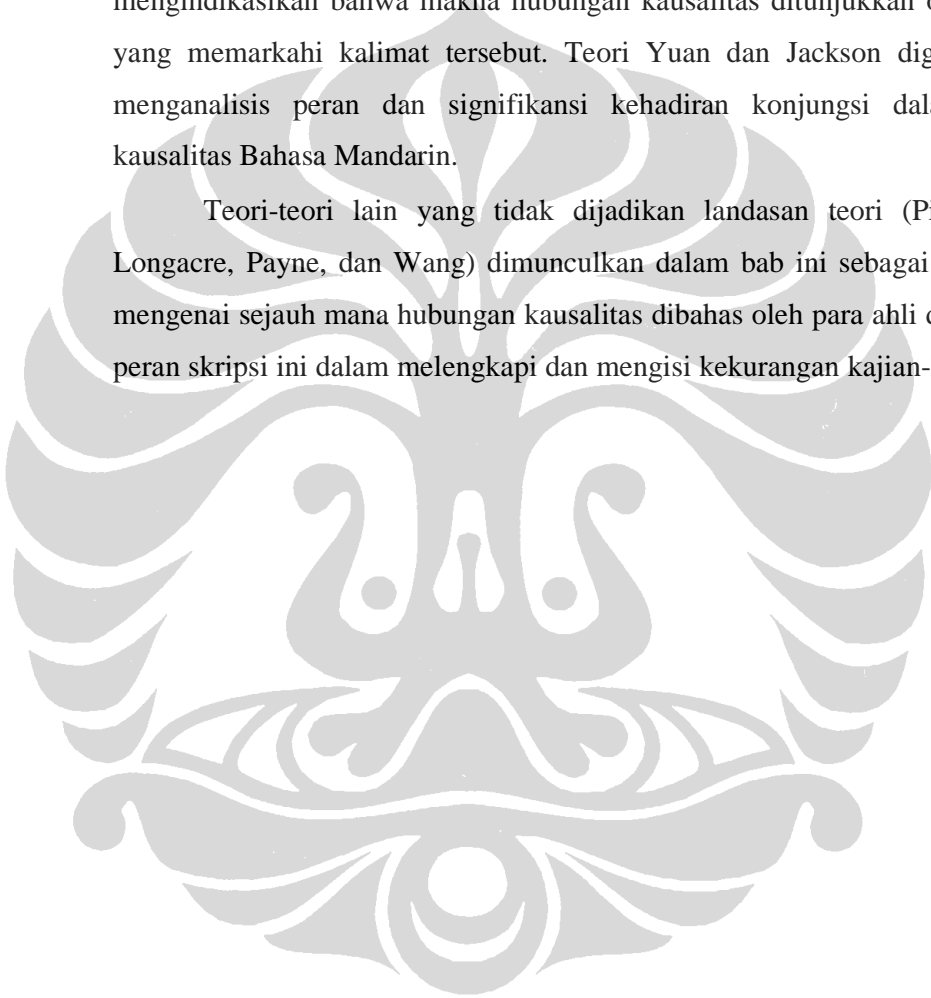 mengindikasikan bahwa makna hubungan kausalitas ditunjukkan
yang memarkahi kalimat tersebut. Teori Yuan dan Jackson
menganalisis peran dan signifikansi kehadiran konjungsi
kausalitas Bahasa Mandarin.
Teori-teori lain yang tidak dijadikan landasan teori
Longacre, Payne, dan Wang) dimunculkan dalam bab ini sebagai
mengenai sejauh mana hubungan kausalitas dibahas oleh para ahli
peran skripsi ini dalam melengkapi dan mengisi kekurangan kajian-